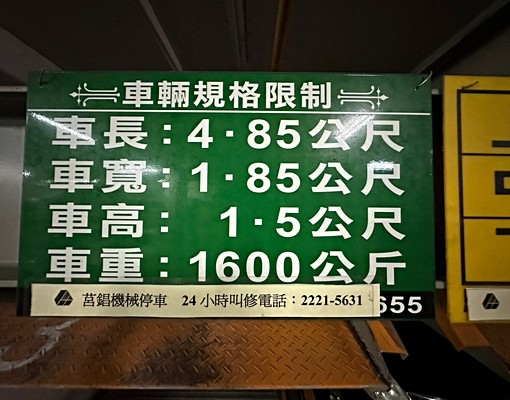 車輛規格限制
車長：4·85公尺
車寬：1·85公尺
車高：1·5公尺
車重：1600公斤
莒錩機械停車 24小時叫修電話：2221-5631
655